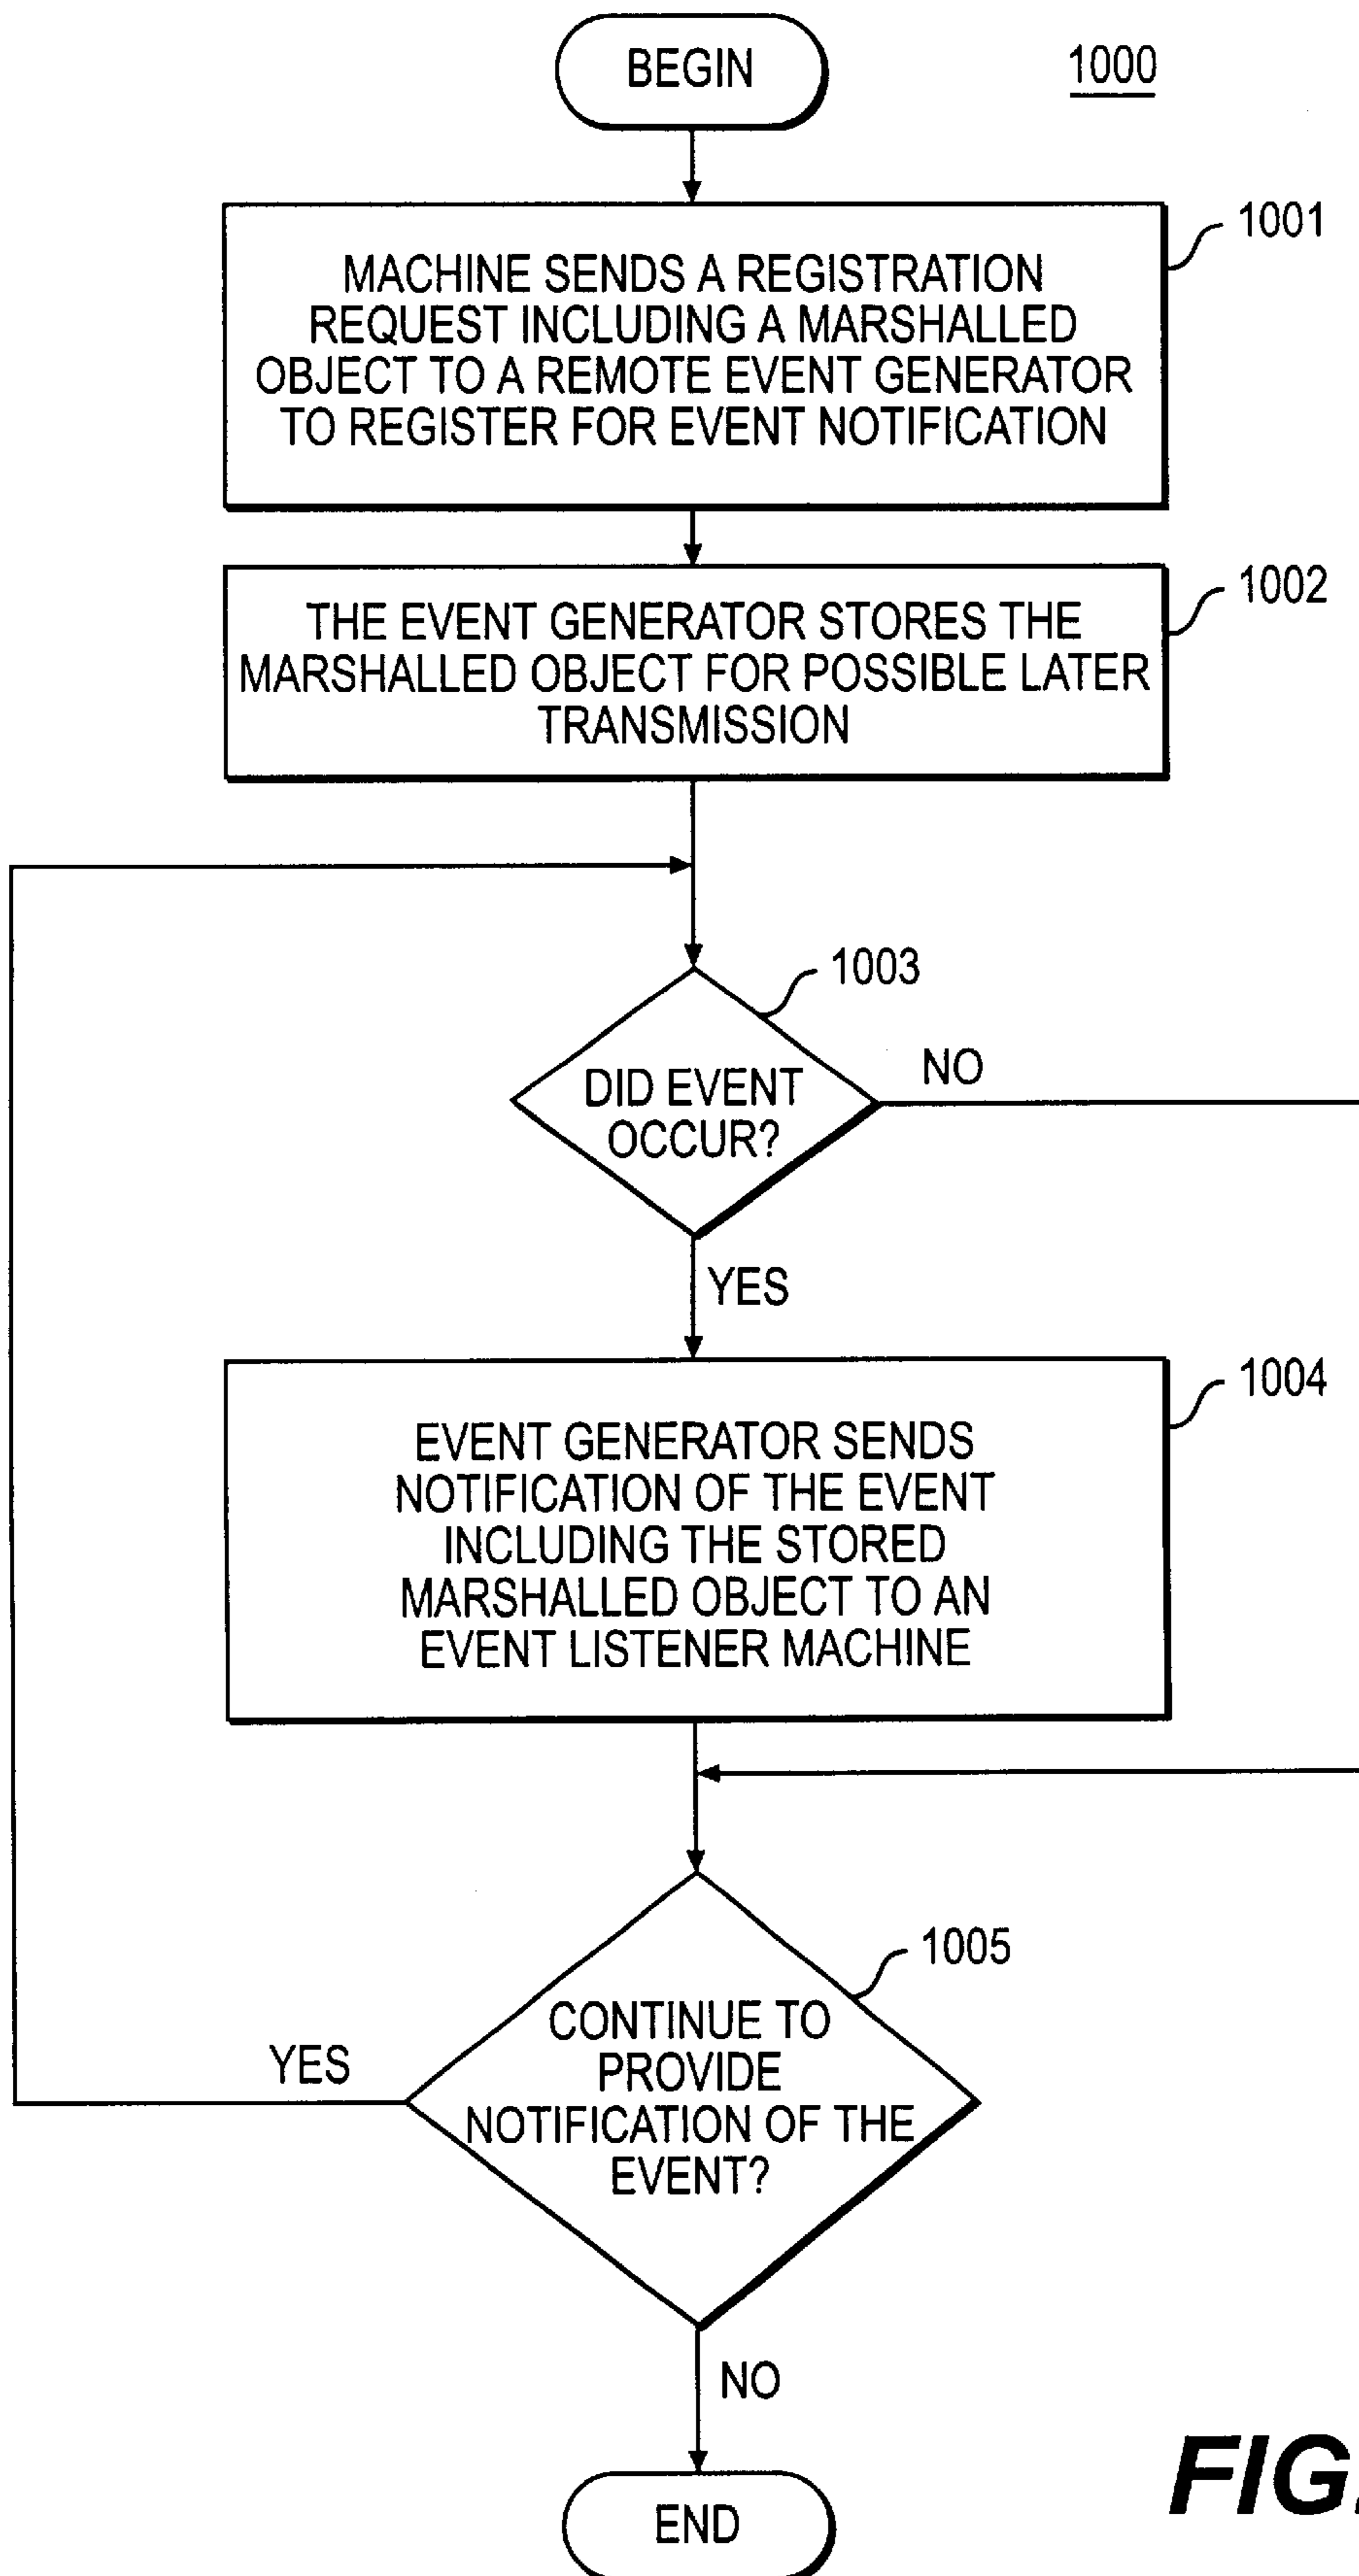 BEGIN
1000
1001
MACHINE SENDS A REGISTRATION
REQUEST INCLUDING A MARSHALLED
OBJECT TO A REMOTE EVENT GENERATOR
TO REGISTER FOR EVENT NOTIFICATION
1002
THE EVENT GENERATOR STORES THE
MARSHALLED OBJECT FOR POSSIBLE LATER
TRANSMISSION
1003
DID EVENT
OCCUR?
NO
YES
1004
EVENT GENERATOR SENDS
NOTIFICATION OF THE EVENT
INCLUDING THE STORED
MARSHALLED OBJECT TO AN
EVENT LISTENER MACHINE
1005
CONTINUE TO
PROVIDE
NOTIFICATION OF THE
EVENT?
YES
NO
END
FIG.